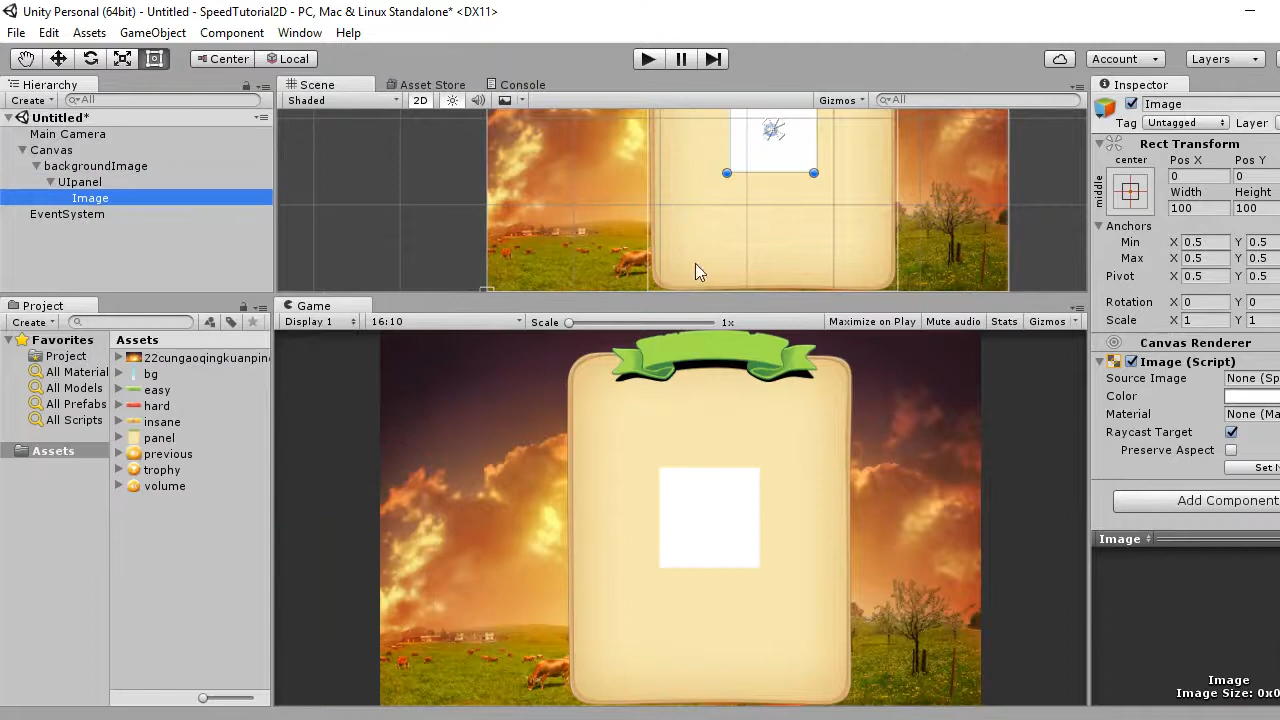 Unity Personal (64bit) - Untitled - SpeedTutorial2D - PC, Mac & Linux Standalone* <DX11>
File Edit Assets GameObject Component Window Help
Center Local Account Layers
Hierarchy
Create All
Untitled*
Main Camera
Canvas
backgroundImage
UIpanel
Image
EventSystem
Scene Asset Store Console
Shaded 2D Gizmos All
Project
Create
Favorites
Project
All Material
All Models
All Prefabs
All Scripts
Assets
Assets
22cungaoqingkuanpin
bg
easy
hard
insane
panel
previous
trophy
volume
Game
Display 1 16:10 Scale 1x Maximize on Play Mute audio Stats Gizmos
Inspector
Image
Tag Untagged Layer
Rect Transform
center Pos X Pos Y
middle 0 0
Width Height
100 100
Anchors
Min X 0.5 Y 0.5
Max X 0.5 Y 0.5
Pivot X 0.5 Y 0.5
Rotation X 0 Y 0
Scale X 1 Y 1
Canvas Renderer
Image (Script)
Source Image None (Sp
Color
Material None (Ma
Raycast Target
Preserve Aspect
Set N
Add Component
Image
Image
Image Size: 0x0